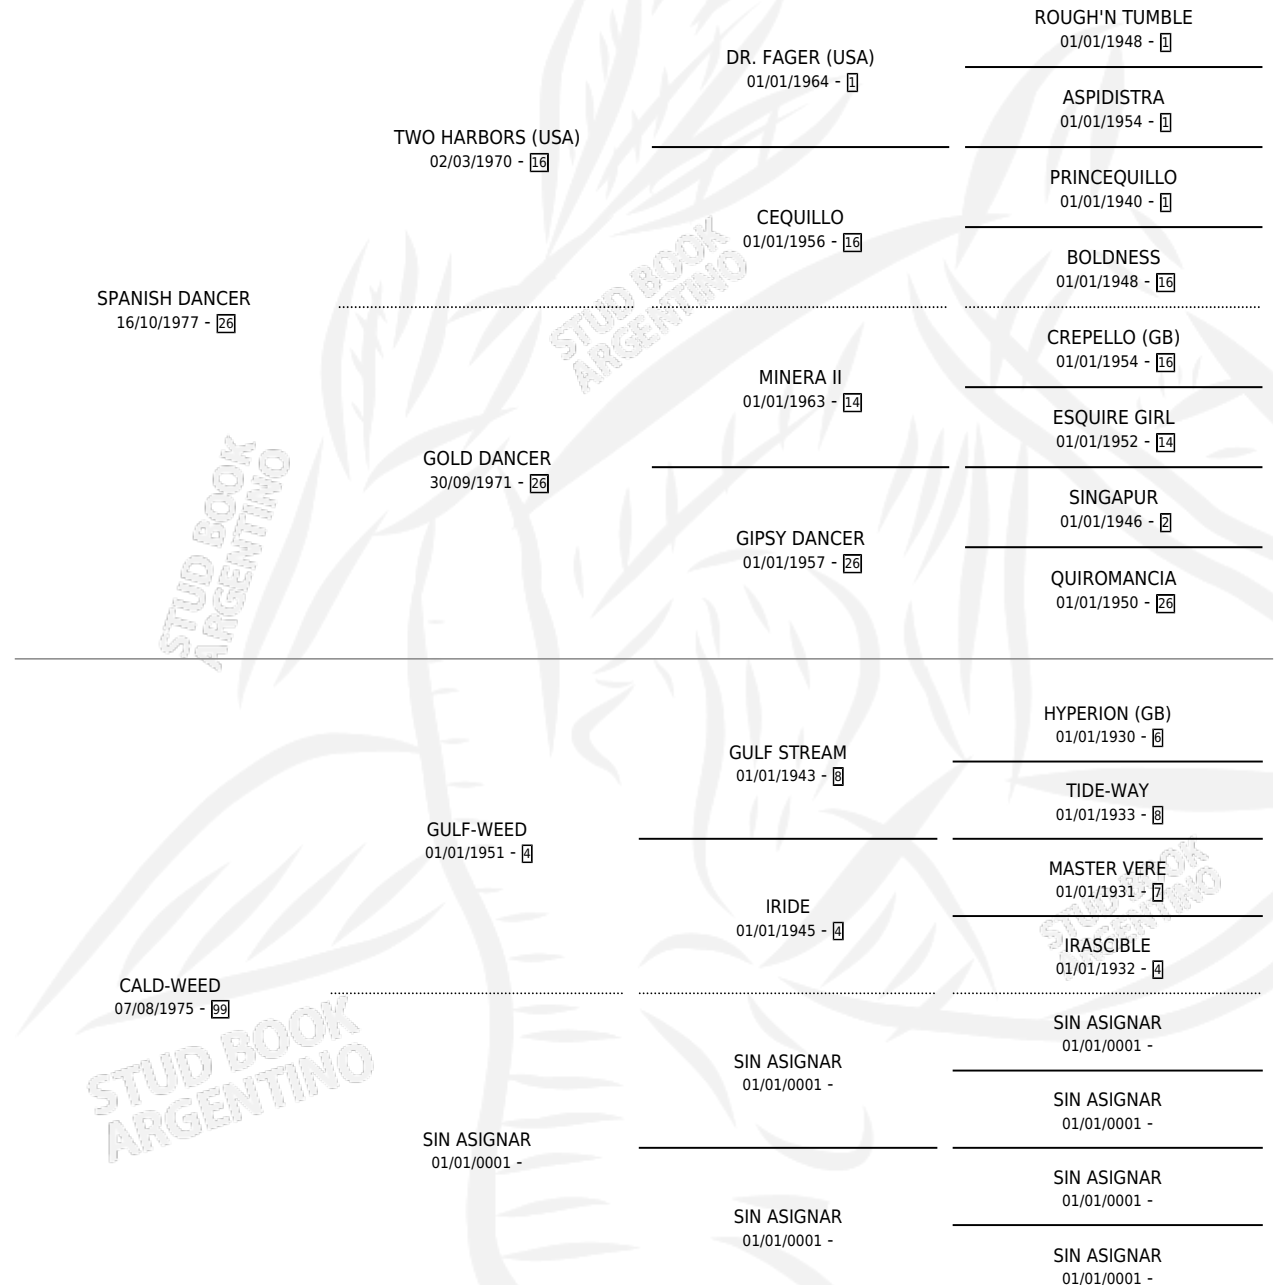 ROUGH'N TUMBLE
01/01/1948 - 1
DR. FAGER (USA)
01/01/1964 - 1
ASPIDISTRA
01/01/1954 - 1
TWO HARBORS (USA)
02/03/1970 - 16
PRINCEQUILLO
01/01/1940 - 1
CEQUILLO
01/01/1956 - 16
BOLDNESS
01/01/1948 - 16
SPANISH DANCER
16/10/1977 - 26
CREPELLO (GB)
01/01/1954 - 16
MINERA II
01/01/1963 - 14
ESQUIRE GIRL
01/01/1952 - 14
GOLD DANCER
30/09/1971 - 26
SINGAPUR
01/01/1946 - 2
GIPSY DANCER
01/01/1957 - 26
QUIROMANCIA
01/01/1950 - 26
HYPERION (GB)
01/01/1930 - 6
GULF STREAM
01/01/1943 - 8
TIDE-WAY
01/01/1933 - 8
GULF-WEED
01/01/1951 - 4
MASTER VERE
01/01/1931 - 7
IRIDE
01/01/1945 - 4
IRASCIBLE
01/01/1932 - 4
CALD-WEED
07/08/1975 - 99
SIN ASIGNAR
01/01/0001 -
SIN ASIGNAR
01/01/0001 -
SIN ASIGNAR
01/01/0001 -
SIN ASIGNAR
01/01/0001 -
SIN ASIGNAR
01/01/0001 -
SIN ASIGNAR
01/01/0001 -
SIN ASIGNAR
01/01/0001 -
STUD BOOK
ARGENTINO
STUD BOOK
ARGENTINO
STUD BOOK
ARGENTINO
STUD BOOK
ARGENTINO